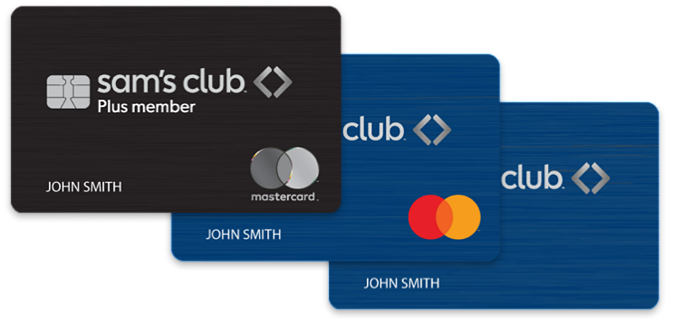 sam's club
Plus member
mastercard.
JOHN SMITH
club
JOHN SMITH
club
JOHN SMITH